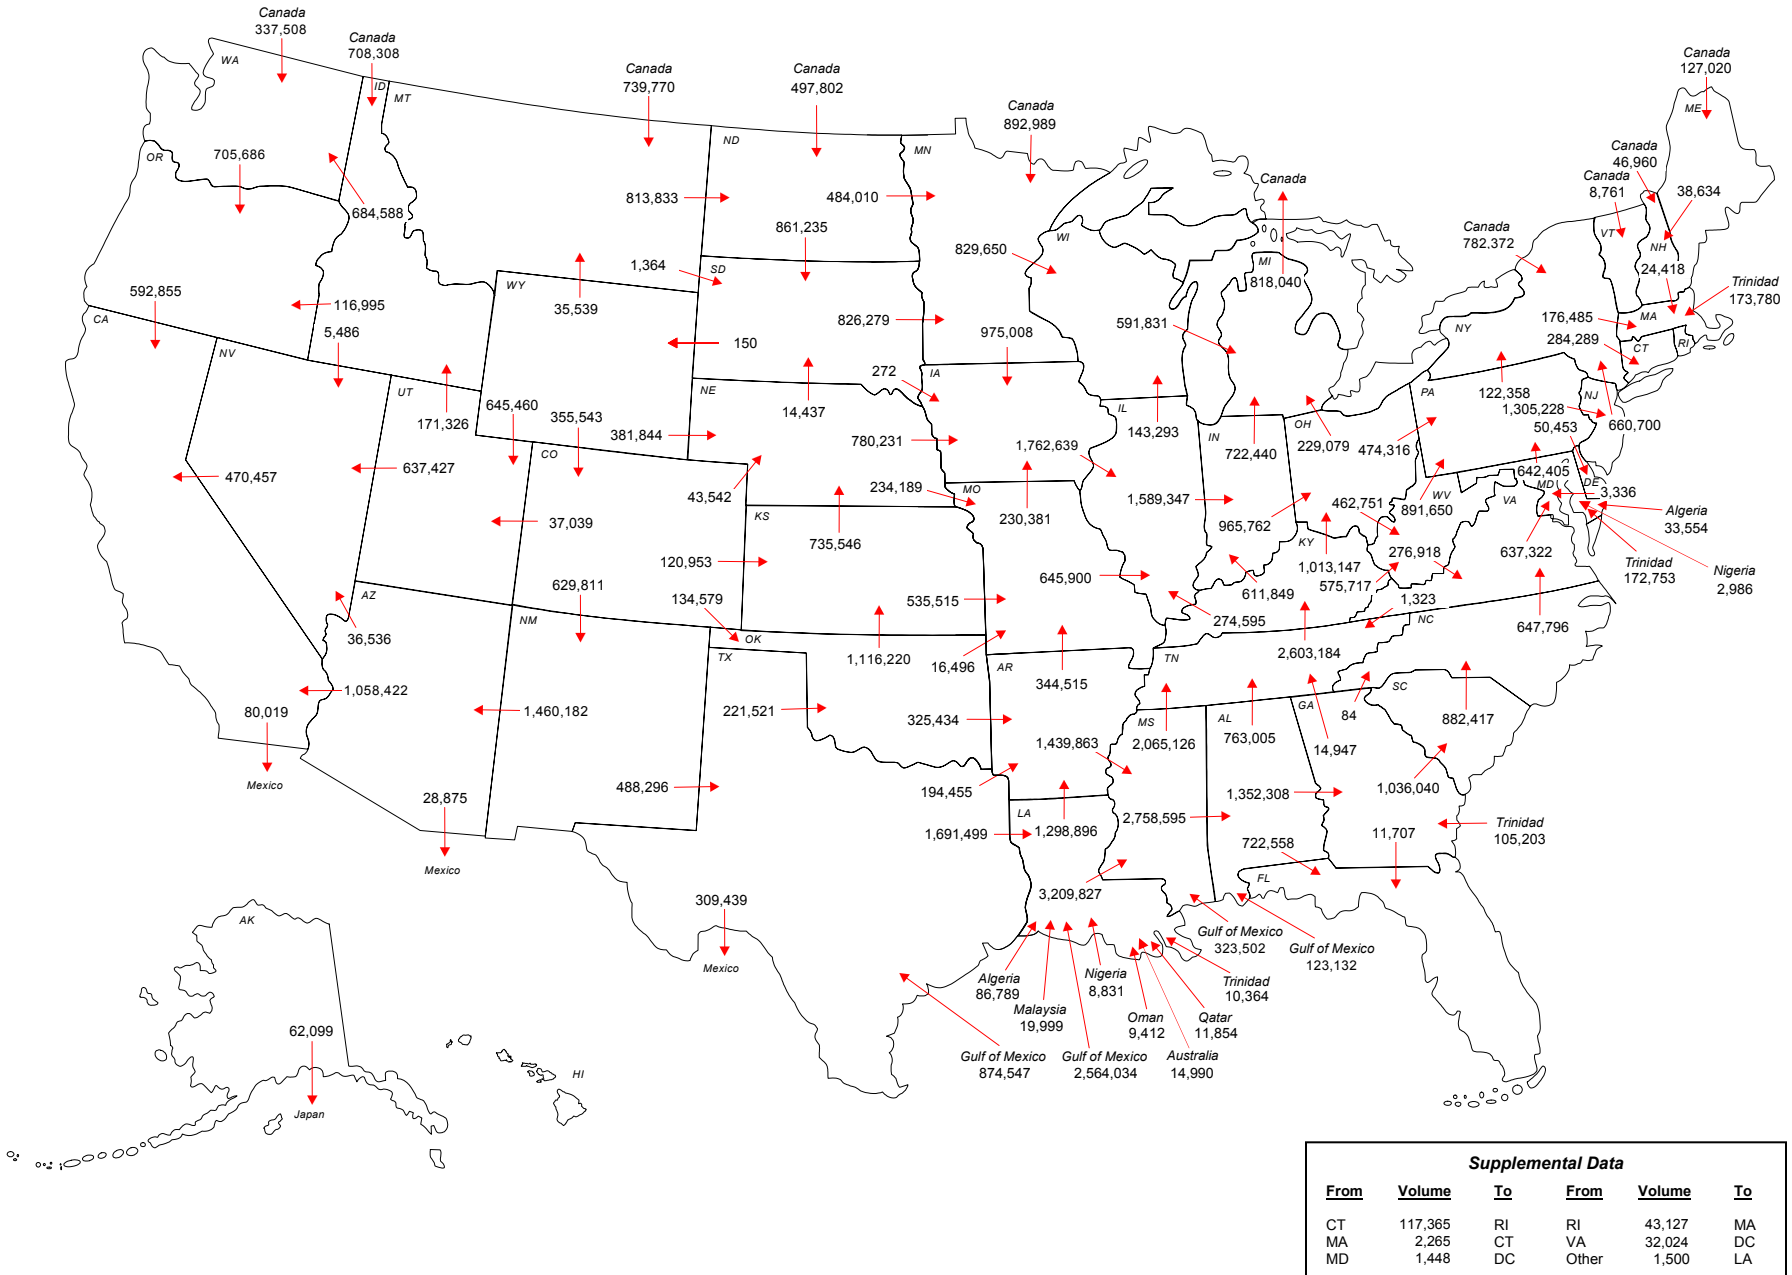 Canada
337,508
Canada
708,308
WA
ID
MT
Canada
739,770
Canada
497,802
Canada
892,989
Canada
127,020
ME
OR
705,686
684,588
ND
MN
813,833
484,010
861,235
829,650
WI
Canada
MI
818,040
Canada
46,960
Canada
8,761
38,634
Canada
782,372
VT
NH
24,418
Trinidad
173,780
592,855
116,995
5,486
CA
NV
WY
35,539
1,364
SD
150
826,279
975,008
591,831
NY
176,485
MA
284,289
CT
RI
UT
171,326
645,460
355,543
NE
14,437
381,844
272
IA
780,231
1,762,639
IL
143,293
IN
722,440
OH
229,079
PA
122,358
1,305,228
NJ
660,700
50,453
474,316
470,457
637,427
CO
37,039
43,542
234,189
MO
230,381
1,589,347
965,762
462,751
WV
891,650
642,405
MD
DE
3,336
VA
Algeria
33,554
KS
735,546
120,953
629,811
134,579
535,515
645,900
KY
1,013,147
611,849
276,918
575,717
637,322
Trinidad
172,753
Nigeria
2,986
AZ
36,536
NM
OK
TX
1,116,220
16,496
AR
344,515
274,595
TN
2,603,184
1,323
NC
647,796
1,058,422
80,019
Mexico
1,460,182
221,521
325,434
MS
2,065,126
AL
763,005
GA
14,947
84
SC
882,417
1,439,863
488,296
194,455
28,875
Mexico
LA
1,691,499
1,298,896
2,758,595
1,352,308
1,036,040
722,558
11,707
Trinidad
105,203
FL
3,209,827
309,439
Mexico
Gulf of Mexico
323,502
Gulf of Mexico
123,132
Algeria
86,789
Malaysia
19,999
Nigeria
8,831
Trinidad
10,364
Oman
9,412
Qatar
11,854
Gulf of Mexico
874,547
Gulf of Mexico
2,564,034
Australia
14,990
AK
62,099
Japan
HI
Supplemental Data
From Volume To From Volume To
CT 117,365 RI RI 43,127 MA
MA 2,265 CT VA 32,024 DC
MD 1,448 DC Other 1,500 LA